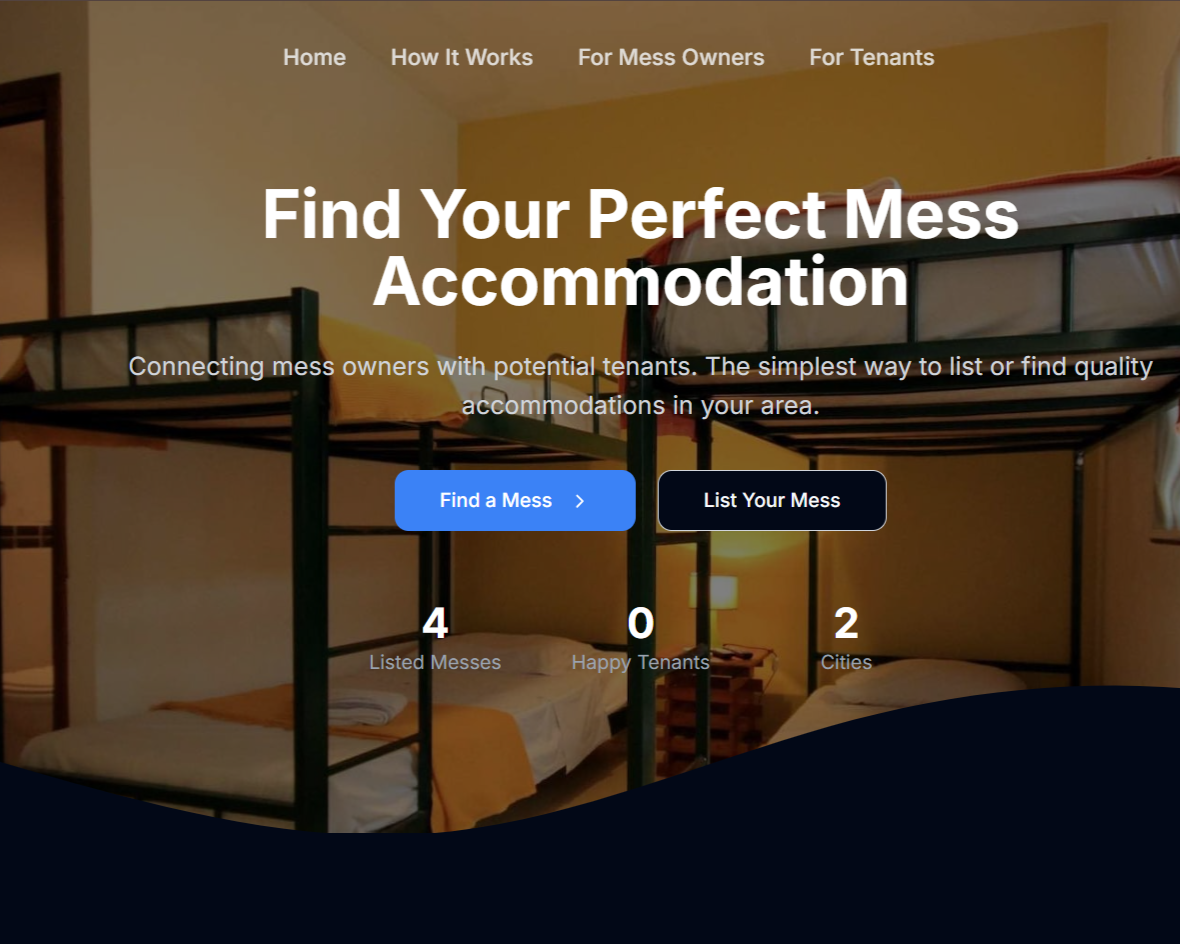 Home How It Works For Mess Owners For Tenants
Find Your Perfect Mess
Accommodation
Connecting mess owners with potential tenants. The simplest way to list or find quality
accommodations in your area.
Find a Mess List Your Mess
4 0 2
Listed Messes Happy Tenants Cities